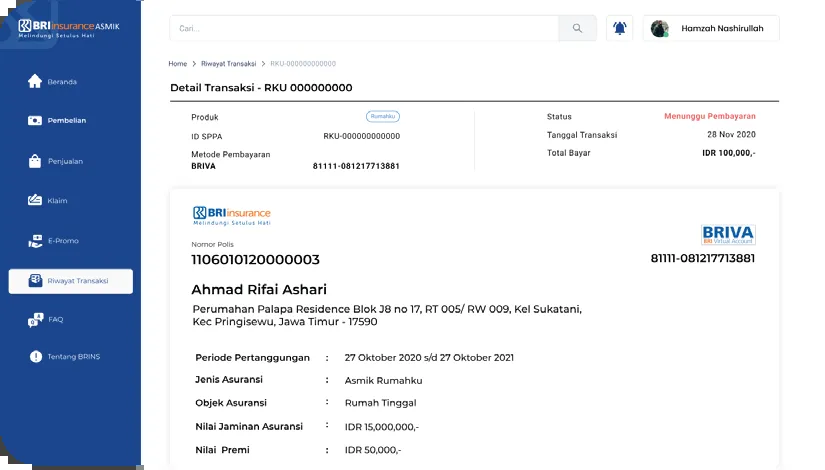 BRI insurance ASMIK
Melindungi Setulus Hati
Beranda
Pembelian
Penjualan
Klaim
E-Promo
Riwayat Transaksi
FAQ
Tentang BRINS
Cari...
Hamzah Nashirullah
Home > Riwayat Transaksi > RKU-000000000000
Detail Transaksi - RKU 000000000
Produk Rumahku
ID SPPA RKU-000000000000
Metode Pembayaran
BRIVA 81111-081217713881
Status Menunggu Pembayaran
Tanggal Transaksi 28 Nov 2020
Total Bayar IDR 100,000,-
BRI insurance
Melindungi Setulus Hati
BRIVA
BRI Virtual Account
81111-081217713881
Nomor Polis
1106010120000003
Ahmad Rifai Ashari
Perumahan Palapa Residence Blok J8 no 17, RT 005/ RW 009, Kel Sukatani,
Kec Pringisewu, Jawa Timur - 17590
Periode Pertanggungan : 27 Oktober 2020 s/d 27 Oktober 2021
Jenis Asuransi : Asmik Rumahku
Objek Asuransi : Rumah Tinggal
Nilai Jaminan Asuransi : IDR 15,000,000,-
Nilai Premi : IDR 50,000,-